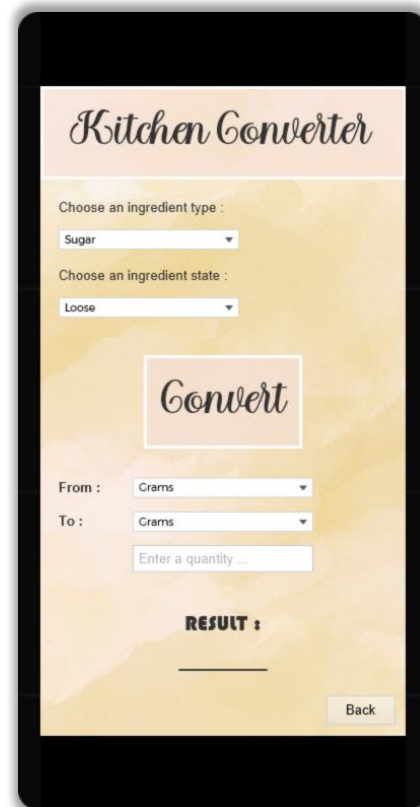 Kitchen Converter
Choose an ingredient type :
Sugar
Choose an ingredient state :
Loose
Convert
From : Grams
To : Grams
Enter a quantity ...
RESULT :
Back